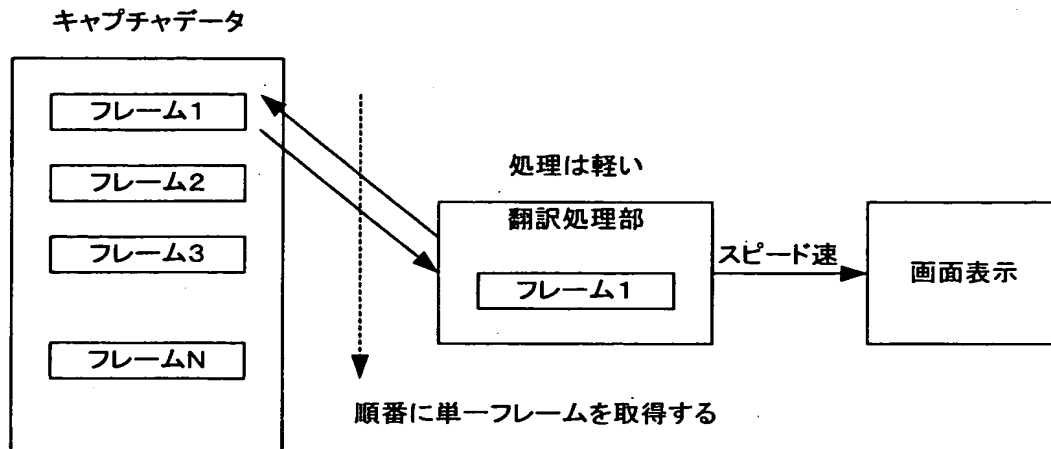 キャプチャデータ
フレーム1
フレーム2
フレーム3
フレームN
処理は軽い
翻訳処理部
フレーム1
スピード速
画面表示
順番に単一フレームを取得する